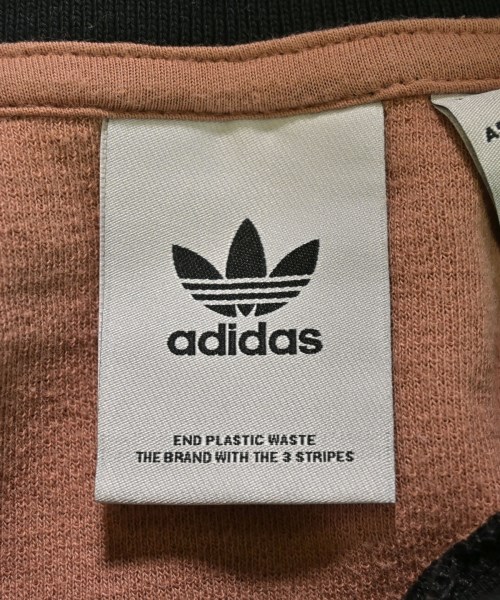 adidas
END PLASTIC WASTE
THE BRAND WITH THE 3 STRIPES